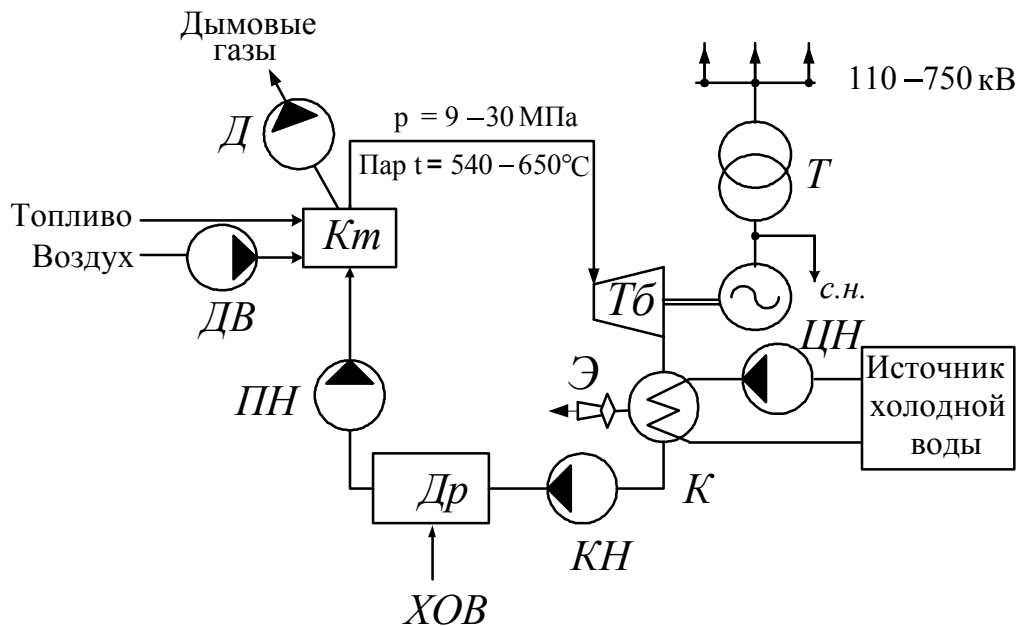 Дымовые
газы
110 – 750 кВ
Д
p = 9 – 30 МПа
Пар t = 540 – 650°C
Т
Топливо
Кт
Воздух
ДВ
Тб
с.н.
ЦН
Источник
холодной
воды
Э
ПН
К
Др
КН
ХОВ